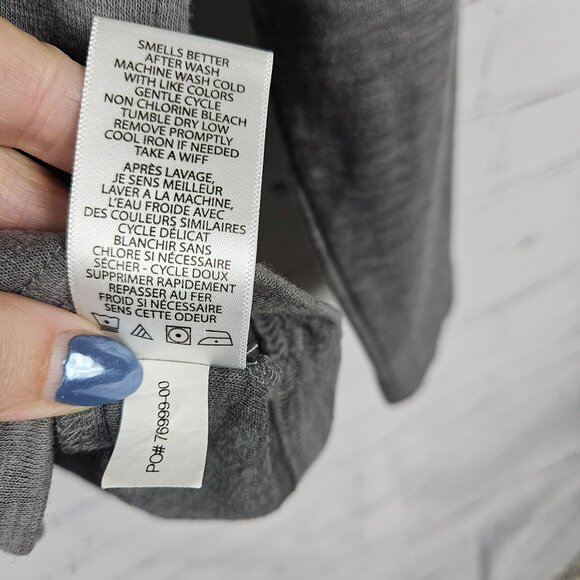 SMELLS BETTER
AFTER WASH
MACHINE WASH COLD
WITH LIKE COLORS
GENTLE CYCLE
NON CHLORINE BLEACH
TUMBLE DRY LOW
REMOVE PROMPTLY
COOL IRON IF NEEDED
TAKE A WIFF
APRÈS LAVAGE,
JE SENS MEILLEUR
LAVER A LA MACHINE,
L'EAU FROIDE AVEC
DES COULEURS SIMILAIRES
CYCLE DÉLICAT
BLANCHIR SANS
CHLORE SI NÉCESSAIRE
SÉCHER - CYCLE DOUX
SUPPRIMER RAPIDEMENT
REPASSER AU FER
FROID SI NÉCESSAIRE
SENS CETTE ODEUR
PO# 76999-00